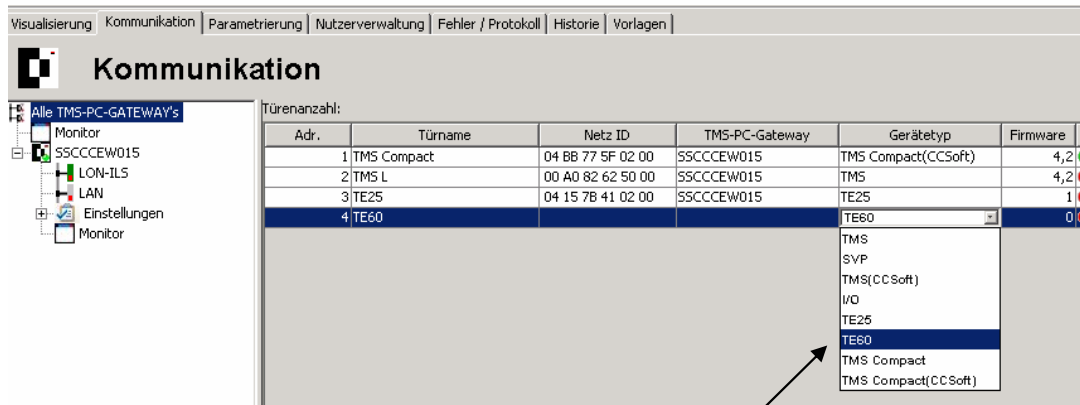 Visualisierung Kommunikation Parametrierung Nutzerverwaltung Fehler / Protokoll Historie Vorlagen
Kommunikation
Alle TMS-PC-GATEWAY's
Monitor
SSCCCEW015
LON-ILS
LAN
Einstellungen
Monitor
Türenanzahl:
Adr. Türname Netz ID TMS-PC-Gateway Gerätetyp Firmware
1 TMS Compact 04 BB 77 5F 02 00 SSCCCEW015 TMS Compact(CCSoft) 4,2
2 TMS L 00 A0 82 62 50 00 SSCCCEW015 TMS 4,2
3 TE25 04 15 7B 41 02 00 SSCCCEW015 TE25 1
4 TE60 TE60 0
TMS
SVP
TMS(CCSoft)
I/O
TE25
TE60
TMS Compact
TMS Compact(CCSoft)